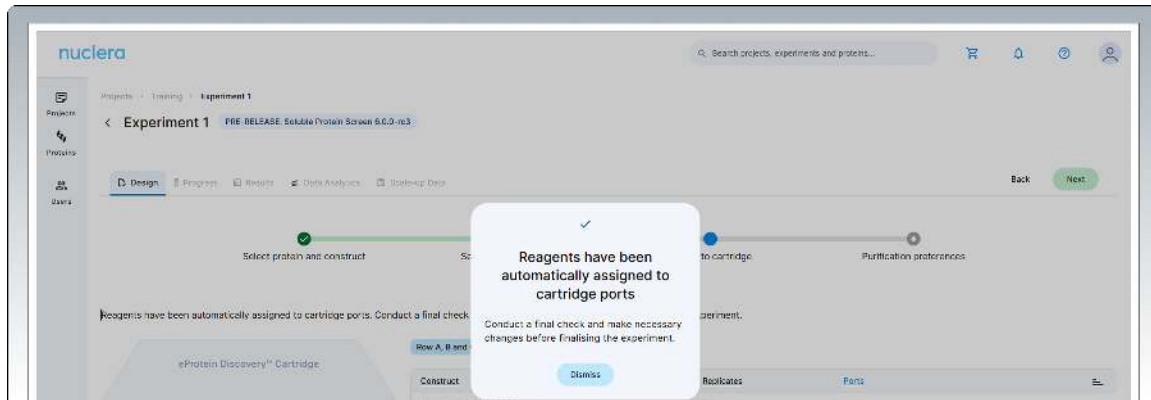 nuclera
Search projects, experiments and proteins...
Projects
Proteins
Users
Projects > Training > Experiment 1
< Experiment 1
PRE-RELEASE: Soluble Protein Screen 6.0.0-rc3
Design
Progress
Results
Data Analytics
Scale-up Data
Back
Next
Select protein and construct
to cartridge
Purification preferences
Reagents have been automatically assigned to cartridge ports. Conduct a final check
periment.
Reagents have been
automatically assigned to
cartridge ports
Conduct a final check and make necessary
changes before finalising the experiment.
Dismiss
eProtein Discovery™ Cartridge
Row A, B and
Construct
Replicates
Ports